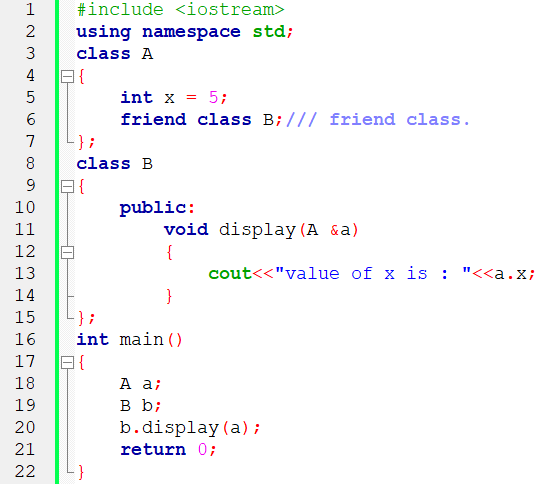 1 #include <iostream>
2 using namespace std;
3 class A
4 {
5 int x = 5;
6 friend class B;/// friend class.
7 };
8 class B
9 {
10 public:
11 void display(A &a)
12 {
13 cout<<"value of x is : "<<a.x;
14 }
15 };
16 int main()
17 {
18 A a;
19 B b;
20 b.display(a);
21 return 0;
22 }